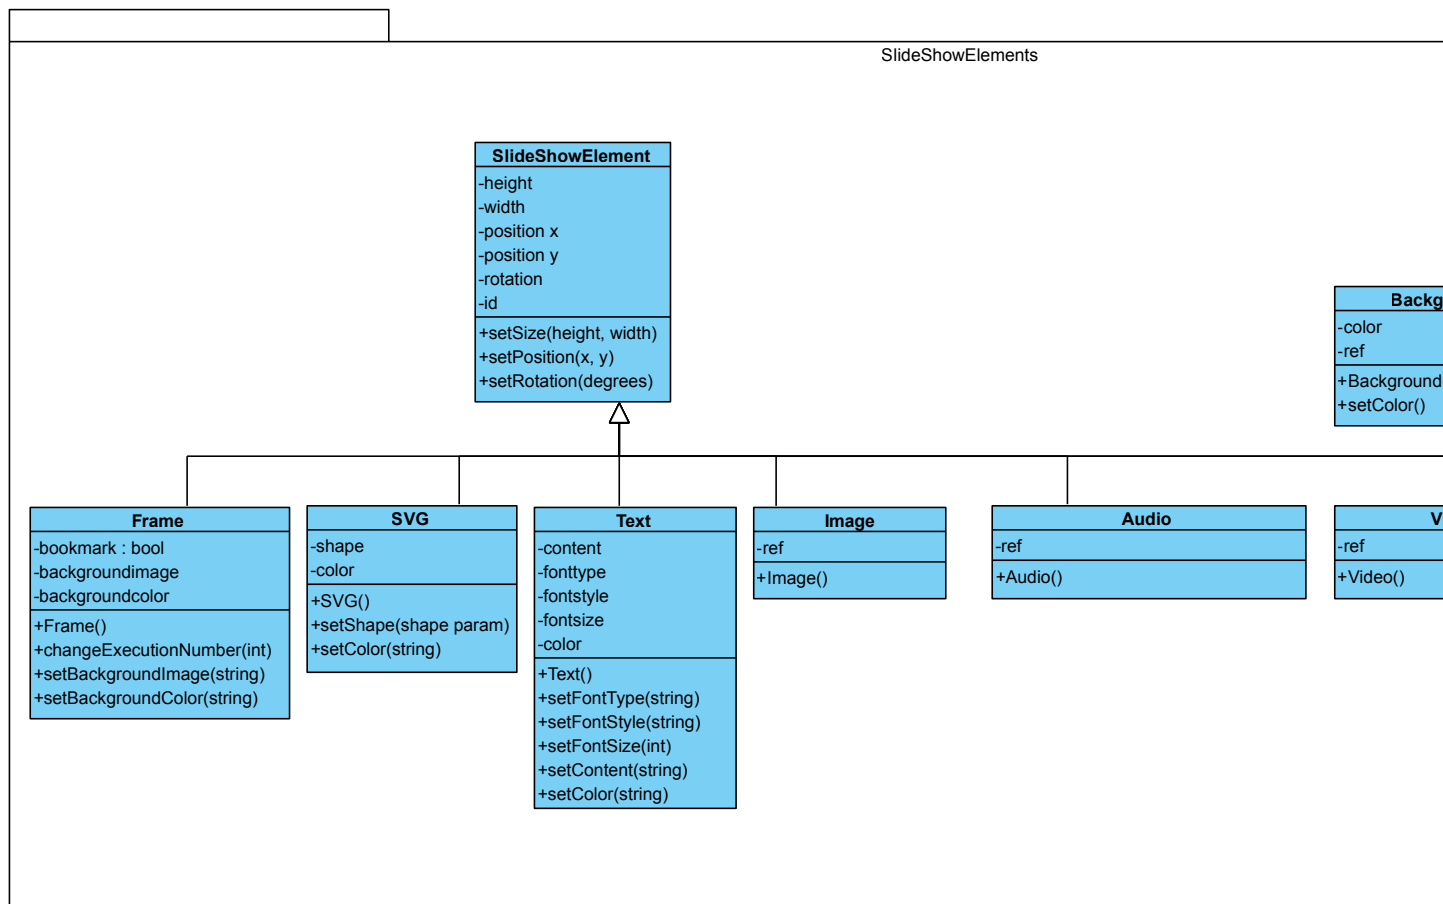 SlideShowElements
SlideShowElement
-height
-width
-position x
-position y
-rotation
-id
+setSize(height, width)
+setPosition(x, y)
+setRotation(degrees)
-color
-ref
+Background
+setColor()
Frame
-bookmark : bool
-backgroundimage
-backgroundcolor
+Frame()
+changeExecutionNumber(int)
+setBackgroundImage(string)
+setBackgroundColor(string)
SVG
-shape
-color
+SVG()
+setShape(shape param)
+setColor(string)
Text
-content
-fonttype
-fontstyle
-fontsize
-color
+Text()
+setFontType(string)
+setFontStyle(string)
+setFontSize(int)
+setContent(string)
+setColor(string)
Image
-ref
+Image()
Audio
-ref
+Audio()
-ref
+Video()